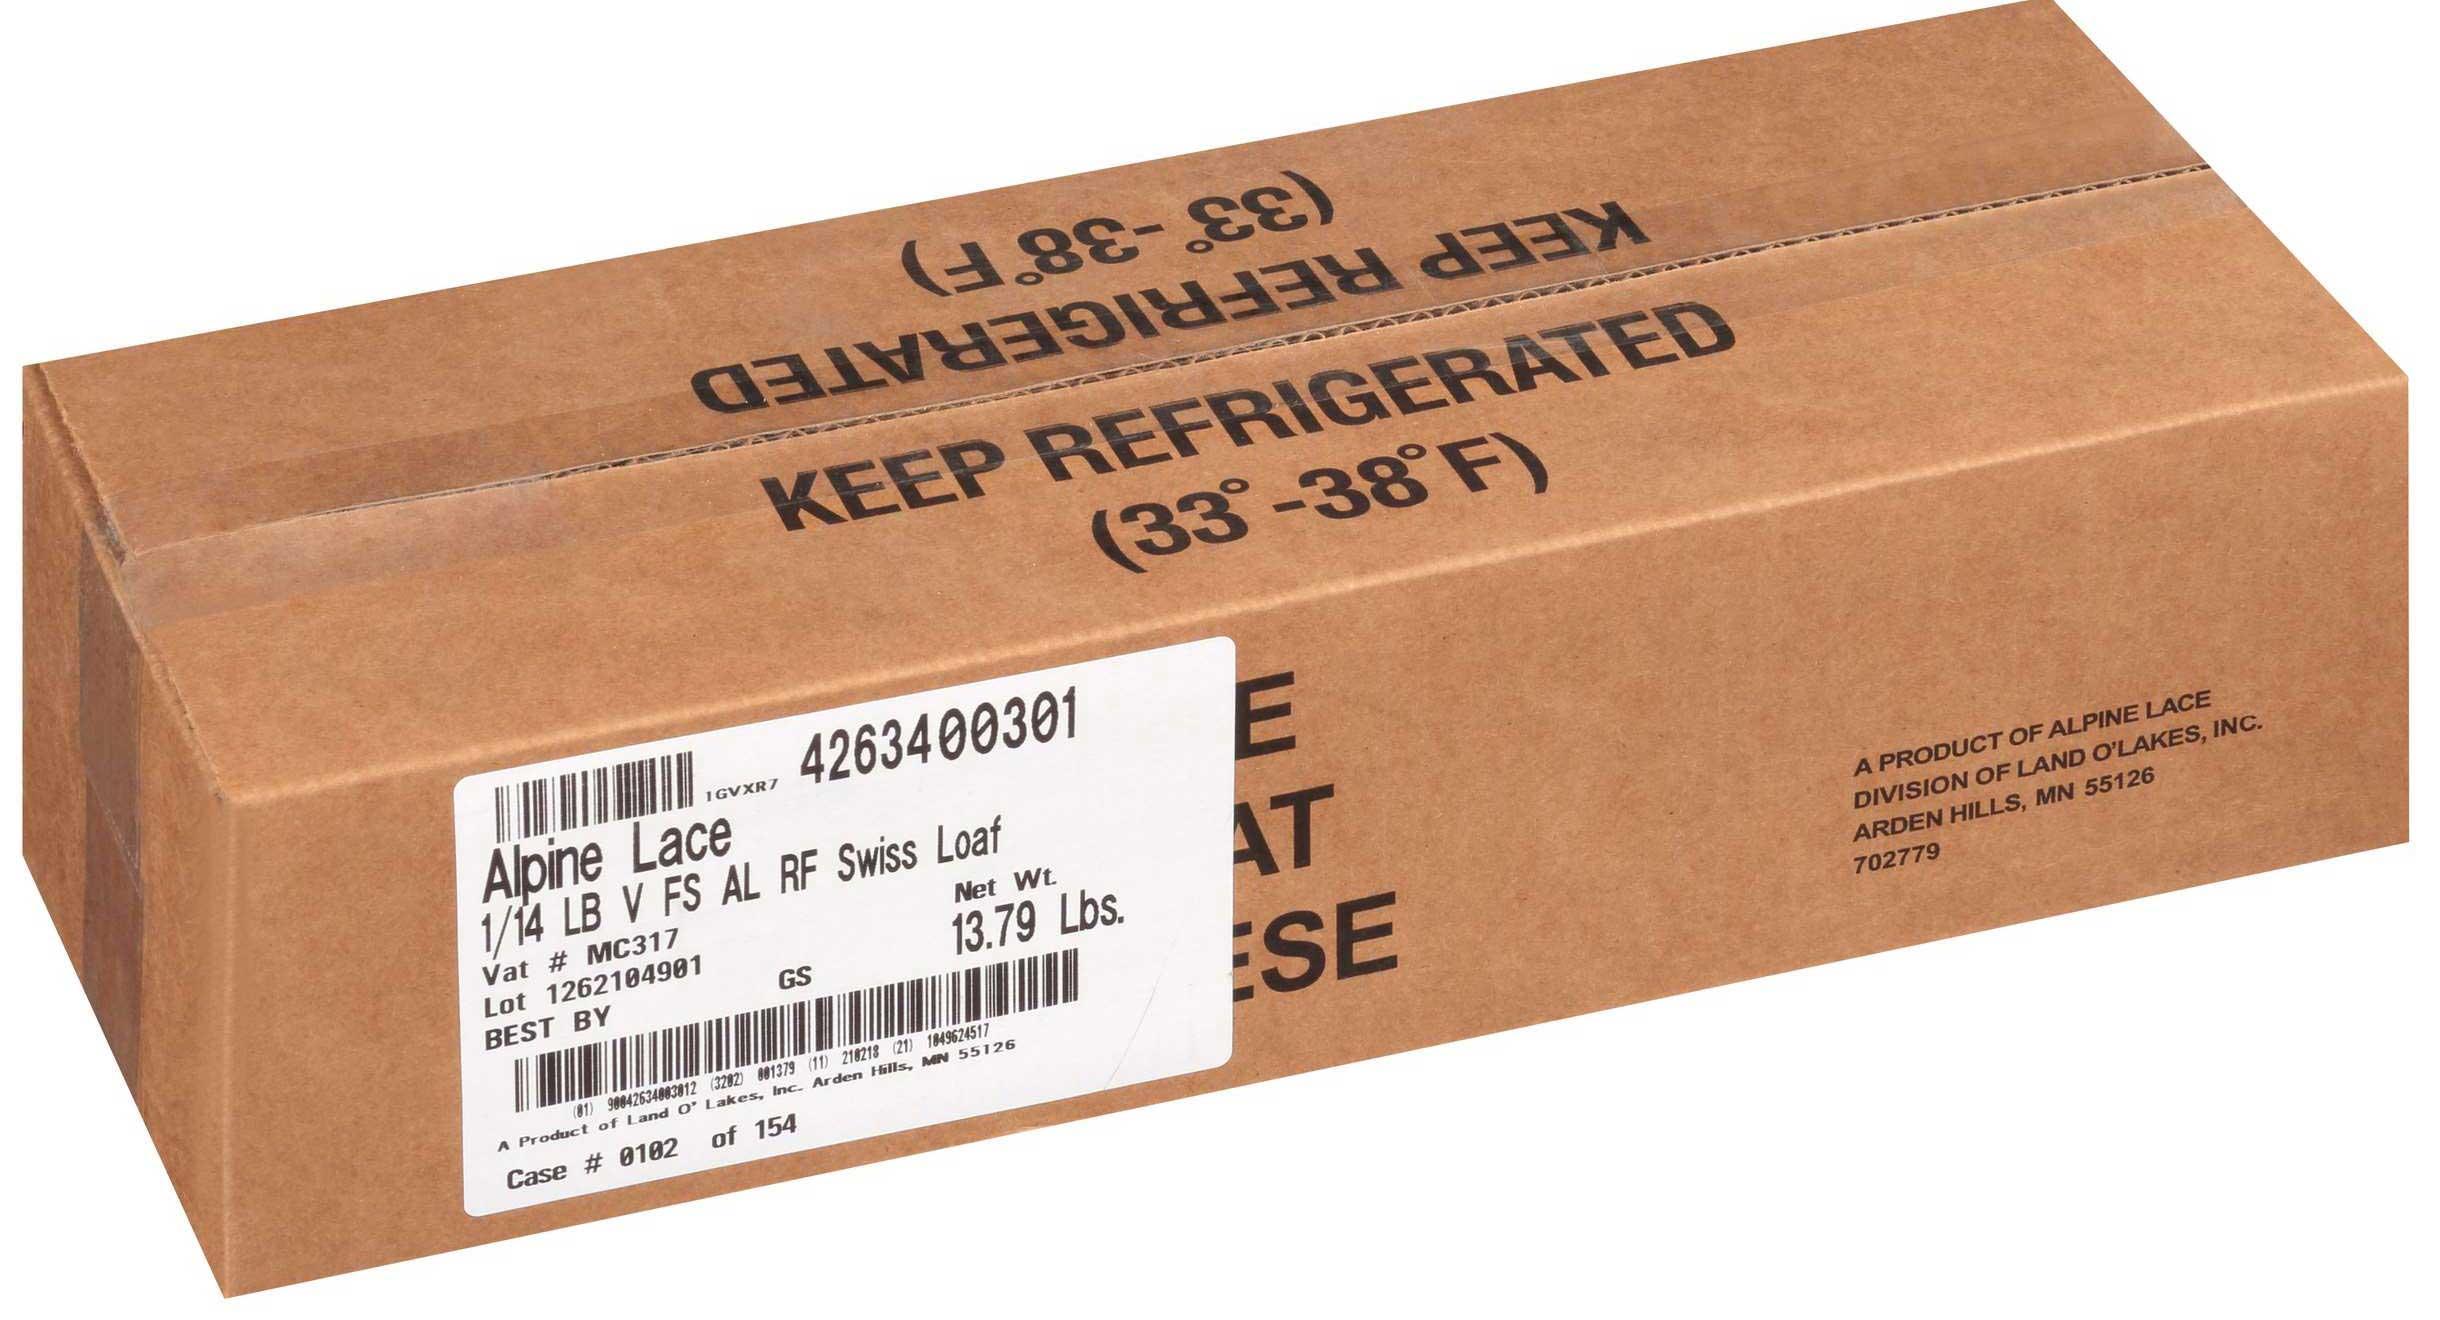 (33°-38°F)
KEEP REFRIGERATED
KEEP REFRIGERATED
(33°-38°F)
1GVXR7 4263400301
Alpine Lace
1/14 LB V FS AL RF Swiss Loaf
Net Wt.
13.79 Lbs.
Vat # MC317
Lot 1262104901
GS
BEST BY
(01) 90042634003012 (3202) 001379 (11) 210218 (21) 1049624517
A Product of Land O' Lakes, Inc. Arden Hills, MN 55126
Case # 0102 of 154
E
AT
ESE
A PRODUCT OF ALPINE LACE
DIVISION OF LAND O'LAKES, INC.
ARDEN HILLS, MN 55126
702779